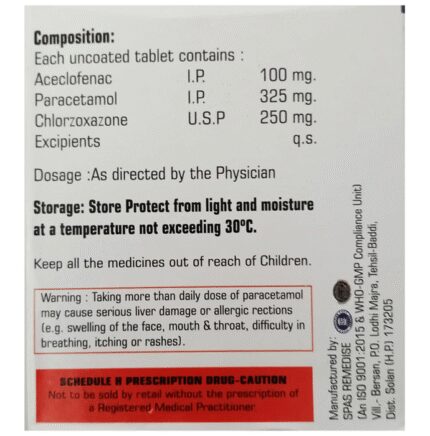 Composition:
Each uncoated tablet contains :
Aceclofenac I.P. 100 mg.
Paracetamol I.P. 325 mg.
Chlorzoxazone U.S.P 250 mg.
Excipients q.s.
Dosage :As directed by the Physician
Storage: Store Protect from light and moisture
at a temperature not exceeding 30ºC.
Keep all the medicines out of reach of Children.
Warning : Taking more than daily dose of paracetamol
may cause serious liver damage or allergic rections
(e.g. swelling of the face, mouth & throat, difficulty in
breathing, itching or rashes).
SCHEDULE H PRESCRIPTION DRUG-CAUTION
Not to be sold by retail without the prescription of
a Registered Medical Practitioner
Manufactured by:
SPAS REMEDISE
(An ISO 9001:2015 & WHO-GMP Compliance Unit)
Vill.- Bersan, P.O. Lodhi Majra, Tehsil-Baddi,
Dist. Solan (H.P.) 173205